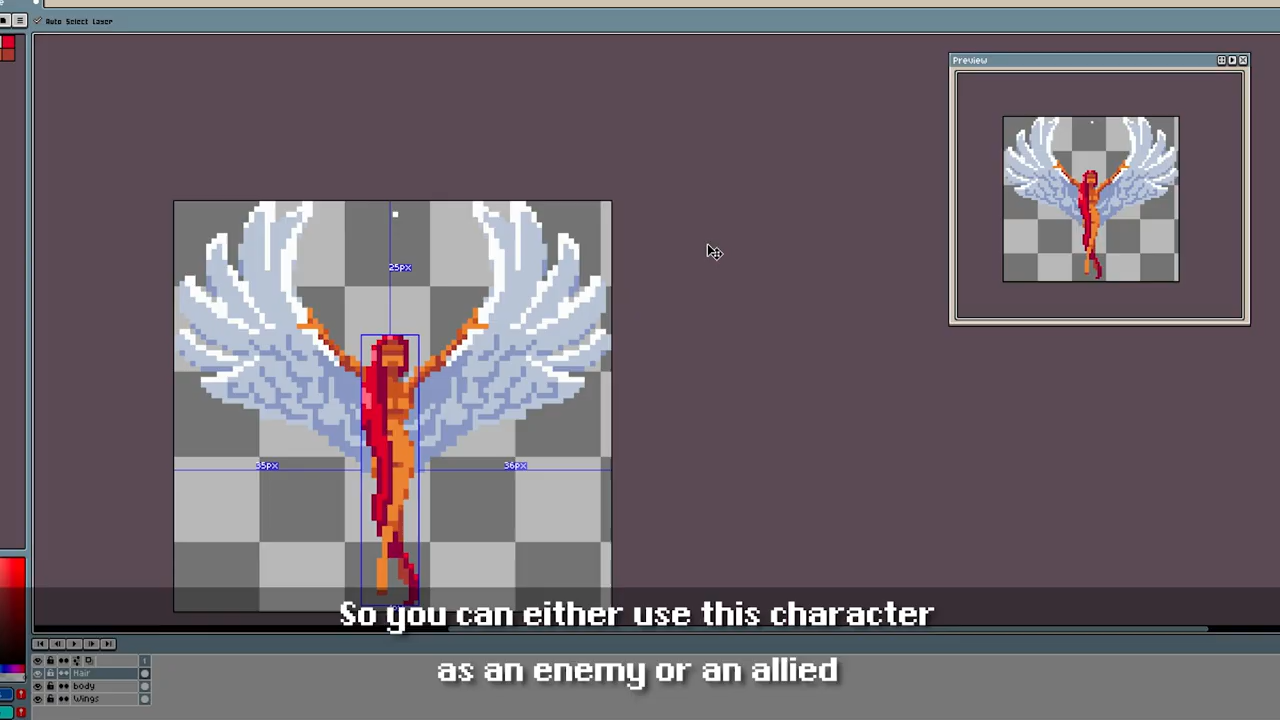 Auto Select Layer
Preview
25px
35px
36px
So you can either use this character
as an enemy or an allied
1
Hair
body
Wings